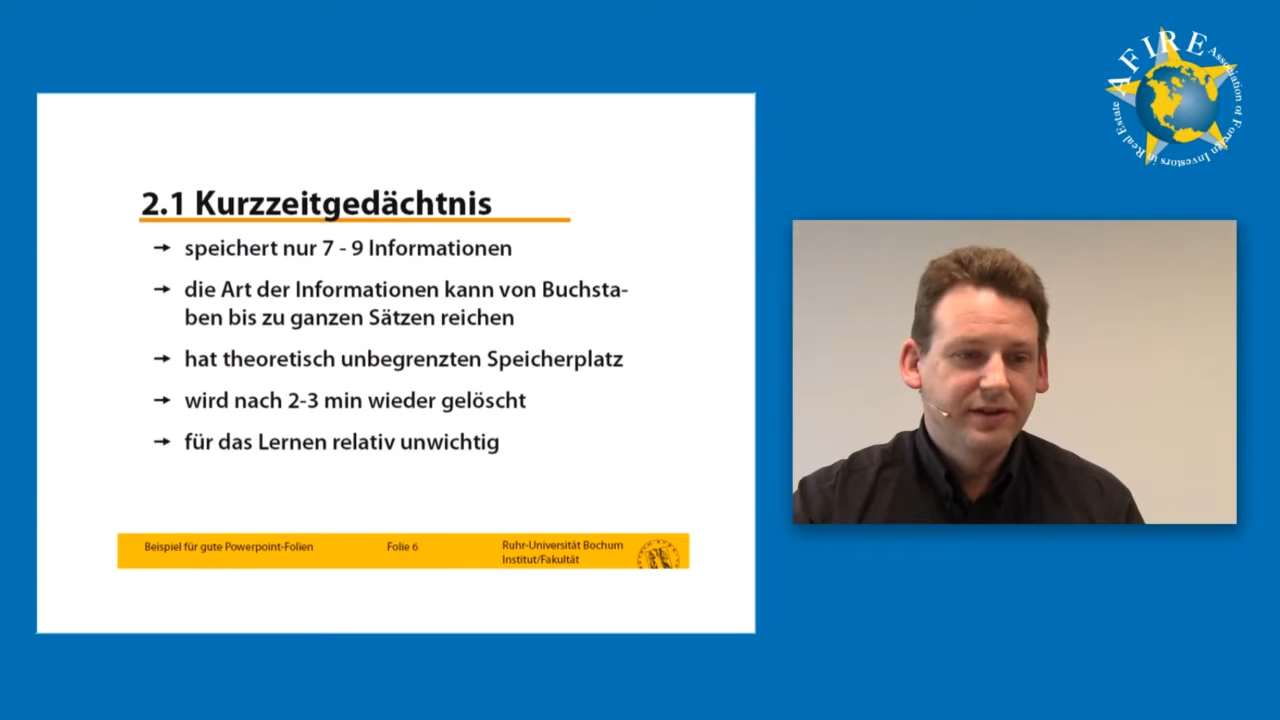 AFIRE
Association of Foreign Investors in Real Estate
2.1 Kurzzeitgedächtnis
→ speichert nur 7 - 9 Informationen
→ die Art der Informationen kann von Buchsta-
ben bis zu ganzen Sätzen reichen
→ hat theoretisch unbegrenzten Speicherplatz
→ wird nach 2-3 min wieder gelöscht
→ für das Lernen relativ unwichtig
Beispiel für gute Powerpoint-Folien
Folie 6
Ruhr-Universität Bochum
Institut/Fakultät